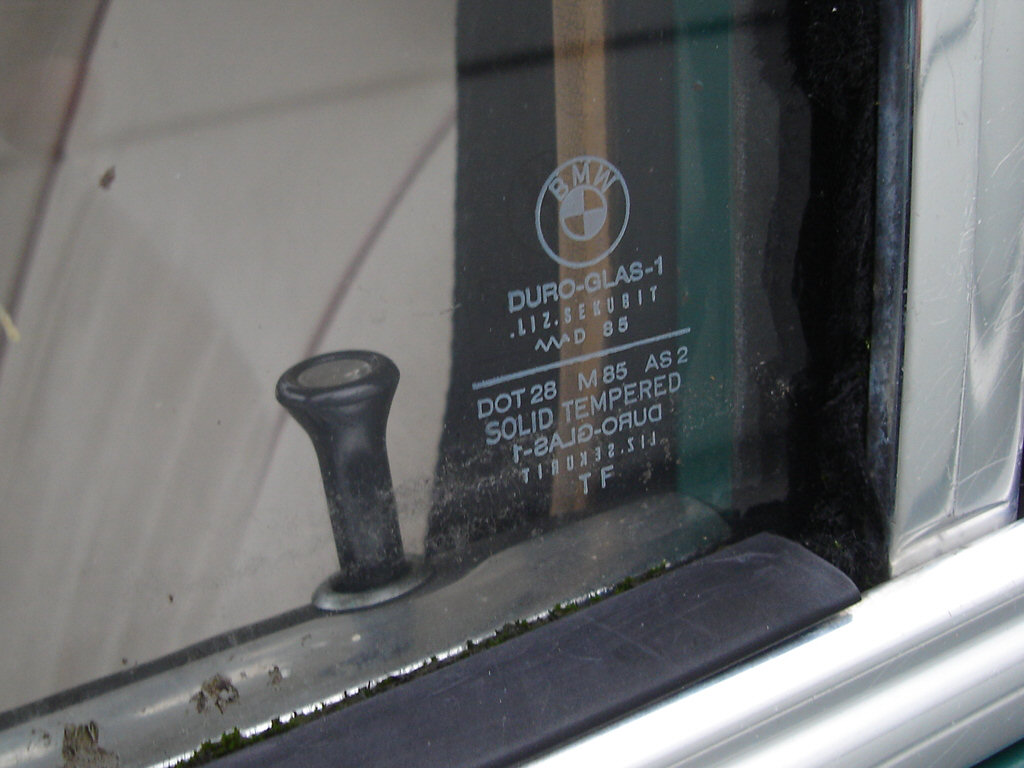 BMW
DURO-GLAS-1
.LIZ.SEKURIT
D 85
DOT 28 M 85 AS 2
SOLID TEMPERED
DURO-GLAS-1
LIZ.SEKURIT
T F